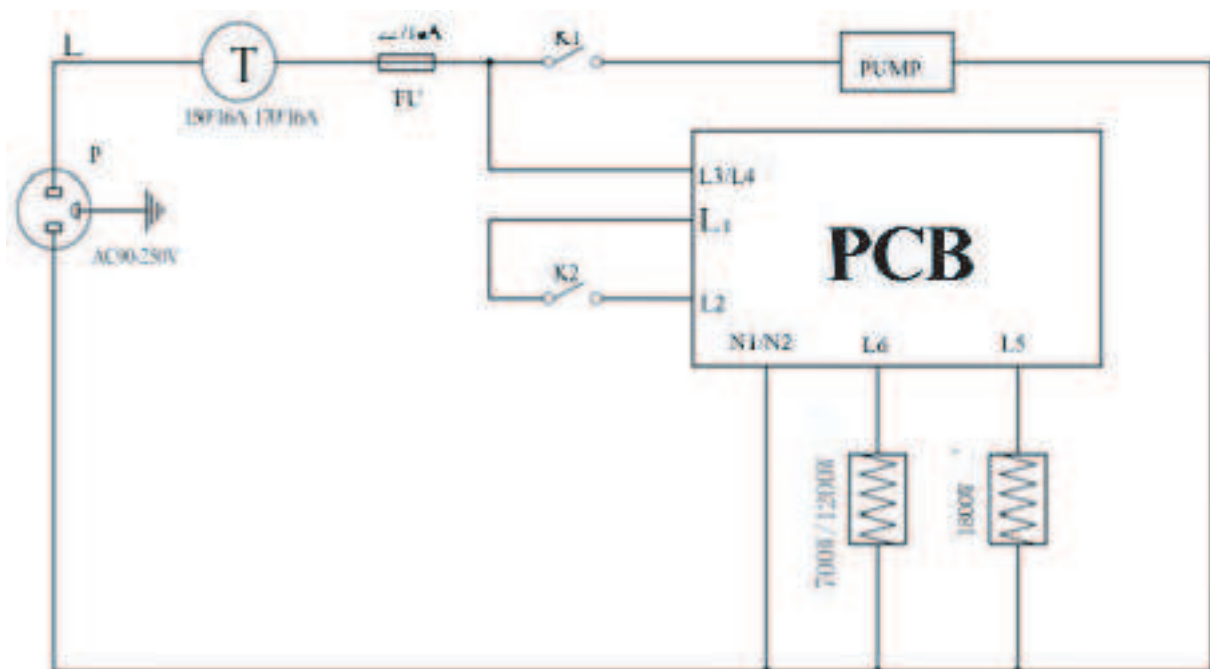 L
T
K1
PUMP
FU
P
L3/L4
L1
PCB
AC90-250V
K2
L2
N1/N2
L6
L5
700W/1200W
1800W